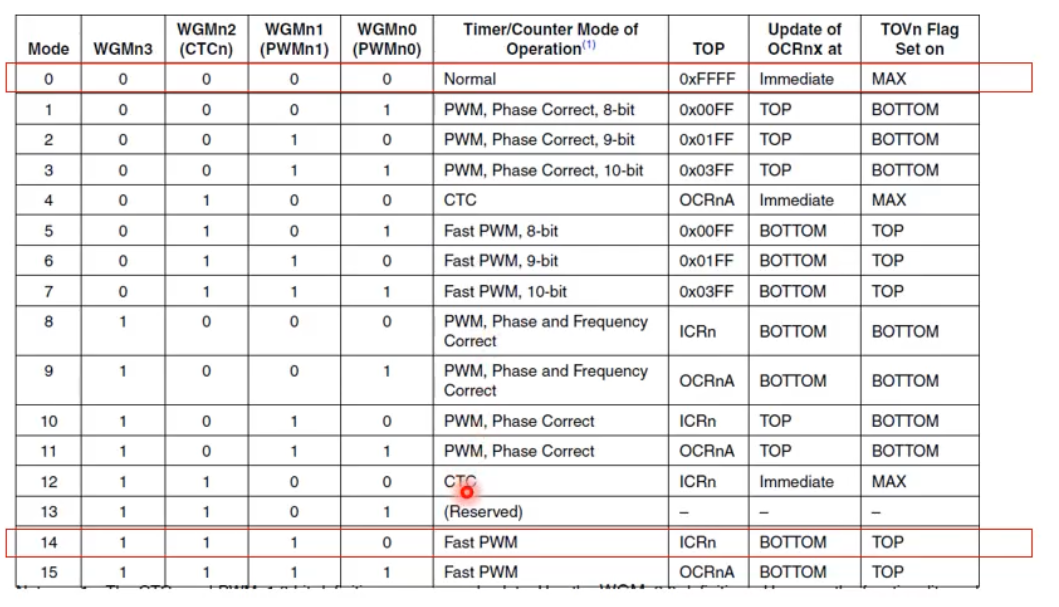 Mode WGMn3 WGMn2 (CTCn) WGMn1 (PWMn1) WGMn0 (PWMn0) Timer/Counter Mode of Operation(1) TOP Update of OCRnX at TOVn Flag Set on
0 0 0 0 0 Normal 0xFFFF Immediate MAX
1 0 0 0 1 PWM, Phase Correct, 8-bit 0x00FF TOP BOTTOM
2 0 0 1 0 PWM, Phase Correct, 9-bit 0x01FF TOP BOTTOM
3 0 0 1 1 PWM, Phase Correct, 10-bit 0x03FF TOP BOTTOM
4 0 1 0 0 CTC OCRnA Immediate MAX
5 0 1 0 1 Fast PWM, 8-bit 0x00FF BOTTOM TOP
6 0 1 1 0 Fast PWM, 9-bit 0x01FF BOTTOM TOP
7 0 1 1 1 Fast PWM, 10-bit 0x03FF BOTTOM TOP
8 1 0 0 0 PWM, Phase and Frequency Correct ICRn BOTTOM BOTTOM
9 1 0 0 1 PWM, Phase and Frequency Correct OCRnA BOTTOM BOTTOM
10 1 0 1 0 PWM, Phase Correct ICRn TOP BOTTOM
11 1 0 1 1 PWM, Phase Correct OCRnA TOP BOTTOM
12 1 1 0 0 CTC ICRn Immediate MAX
13 1 1 0 1 (Reserved) – – –
14 1 1 1 0 Fast PWM ICRn BOTTOM TOP
15 1 1 1 1 Fast PWM OCRnA BOTTOM TOP